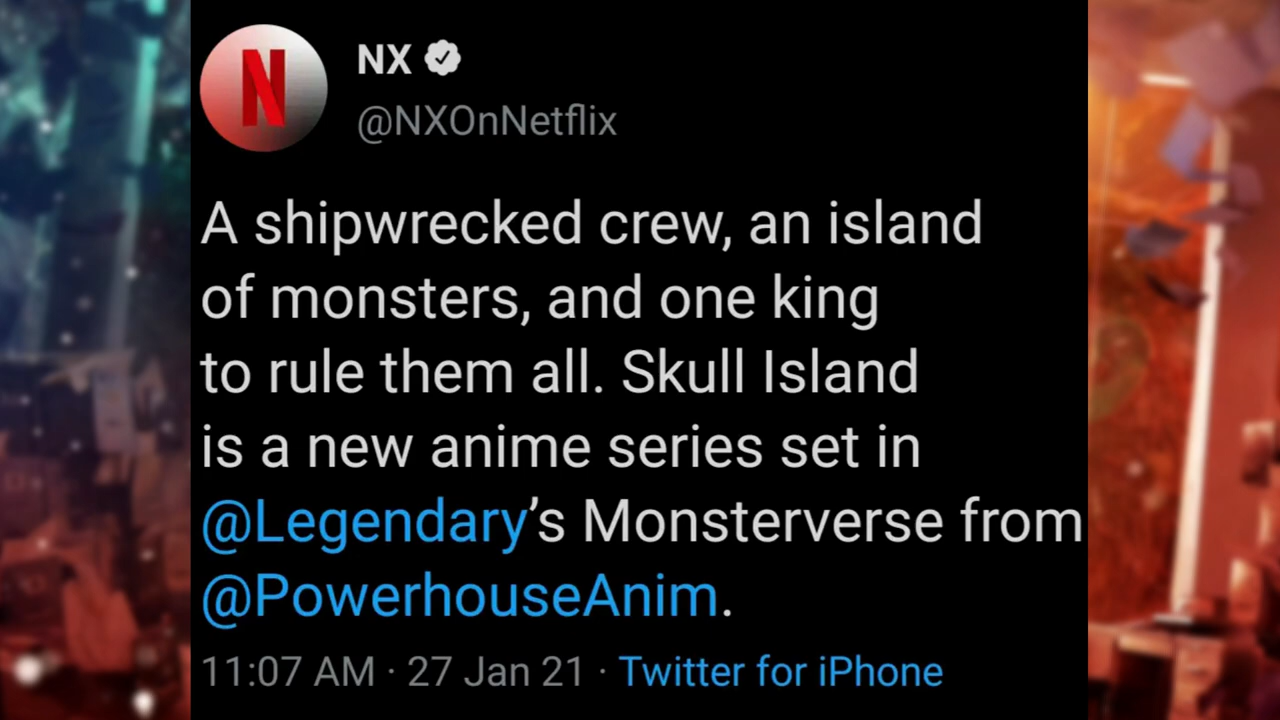 N
NX
@NXOnNetflix
A shipwrecked crew, an island
of monsters, and one king
to rule them all. Skull Island
is a new anime series set in
@Legendary’s Monsterverse from
@PowerhouseAnim.
11:07 AM · 27 Jan 21 · Twitter for iPhone